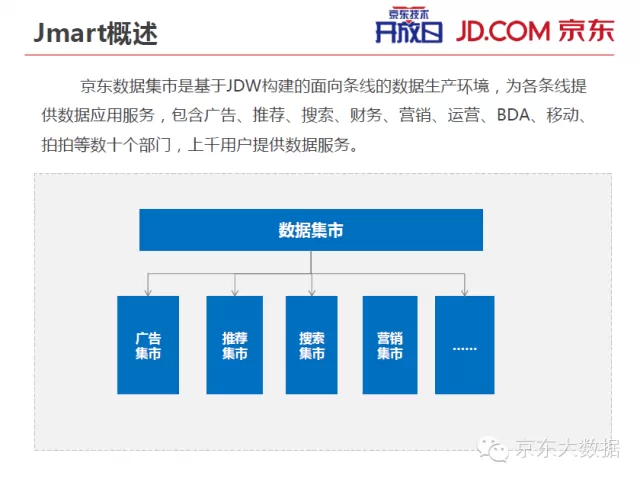 Jmart概述
京东技术
开放日
JD.COM 京东
京东数据集市是基于JDW构建的面向条线的数据生产环境，为各条线提
供数据应用服务，包含广告、推荐、搜索、财务、营销、运营、BDA、移动、
拍拍等数十个部门，上千用户提供数据服务。
数据集市
广告
集市
推荐
集市
搜索
集市
营销
集市
......
京东大数据